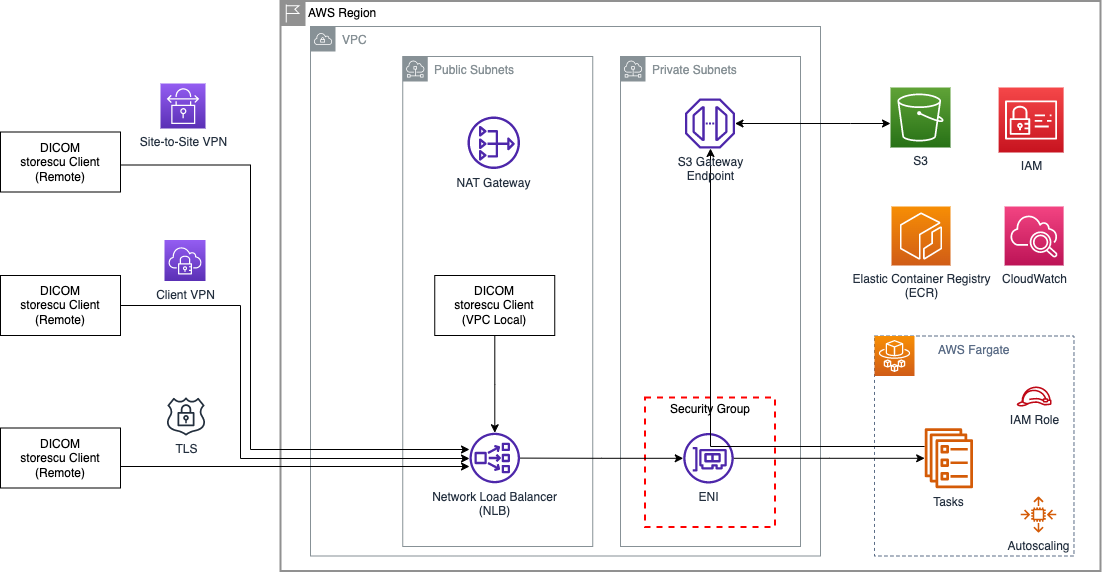 AWS Region
VPC
Public Subnets
Private Subnets
Site-to-Site VPN
DICOM
storescu Client
(Remote)
NAT Gateway
S3 Gateway
Endpoint
S3
IAM
Client VPN
DICOM
storescu Client
(Remote)
DICOM
storescu Client
(VPC Local)
Elastic Container Registry
(ECR)
CloudWatch
AWS Fargate
IAM Role
TLS
DICOM
storescu Client
(Remote)
Security Group
Network Load Balancer
(NLB)
ENI
Tasks
Autoscaling